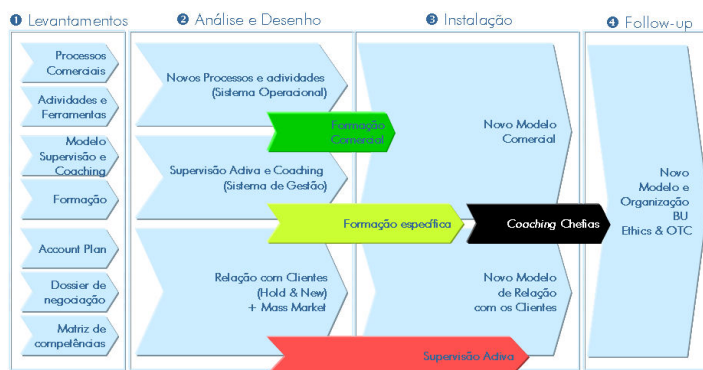 ❶ Levantamentos
❷ Análise e Desenho
❸ Instalação
❹ Follow-up
Processos
Comerciais
Actividades e
Ferramentas
Modelo
Supervisão e
Coaching
Formação
Account Plan
Dossier de
negociação
Matriz de
competências
Novos Processos e actividades
(Sistema Operacional)
Formação
Comercial
Supervisão Activa e Coaching
(Sistema de Gestão)
Formação específica
Relação com Clientes
(Hold & New)
+ Mass Market
Supervisão Activa
Novo Modelo
Comercial
Coaching Chefias
Novo Modelo
de Relação
com os Clientes
Novo
Modelo e
Organização
BU
Ethics & OTC